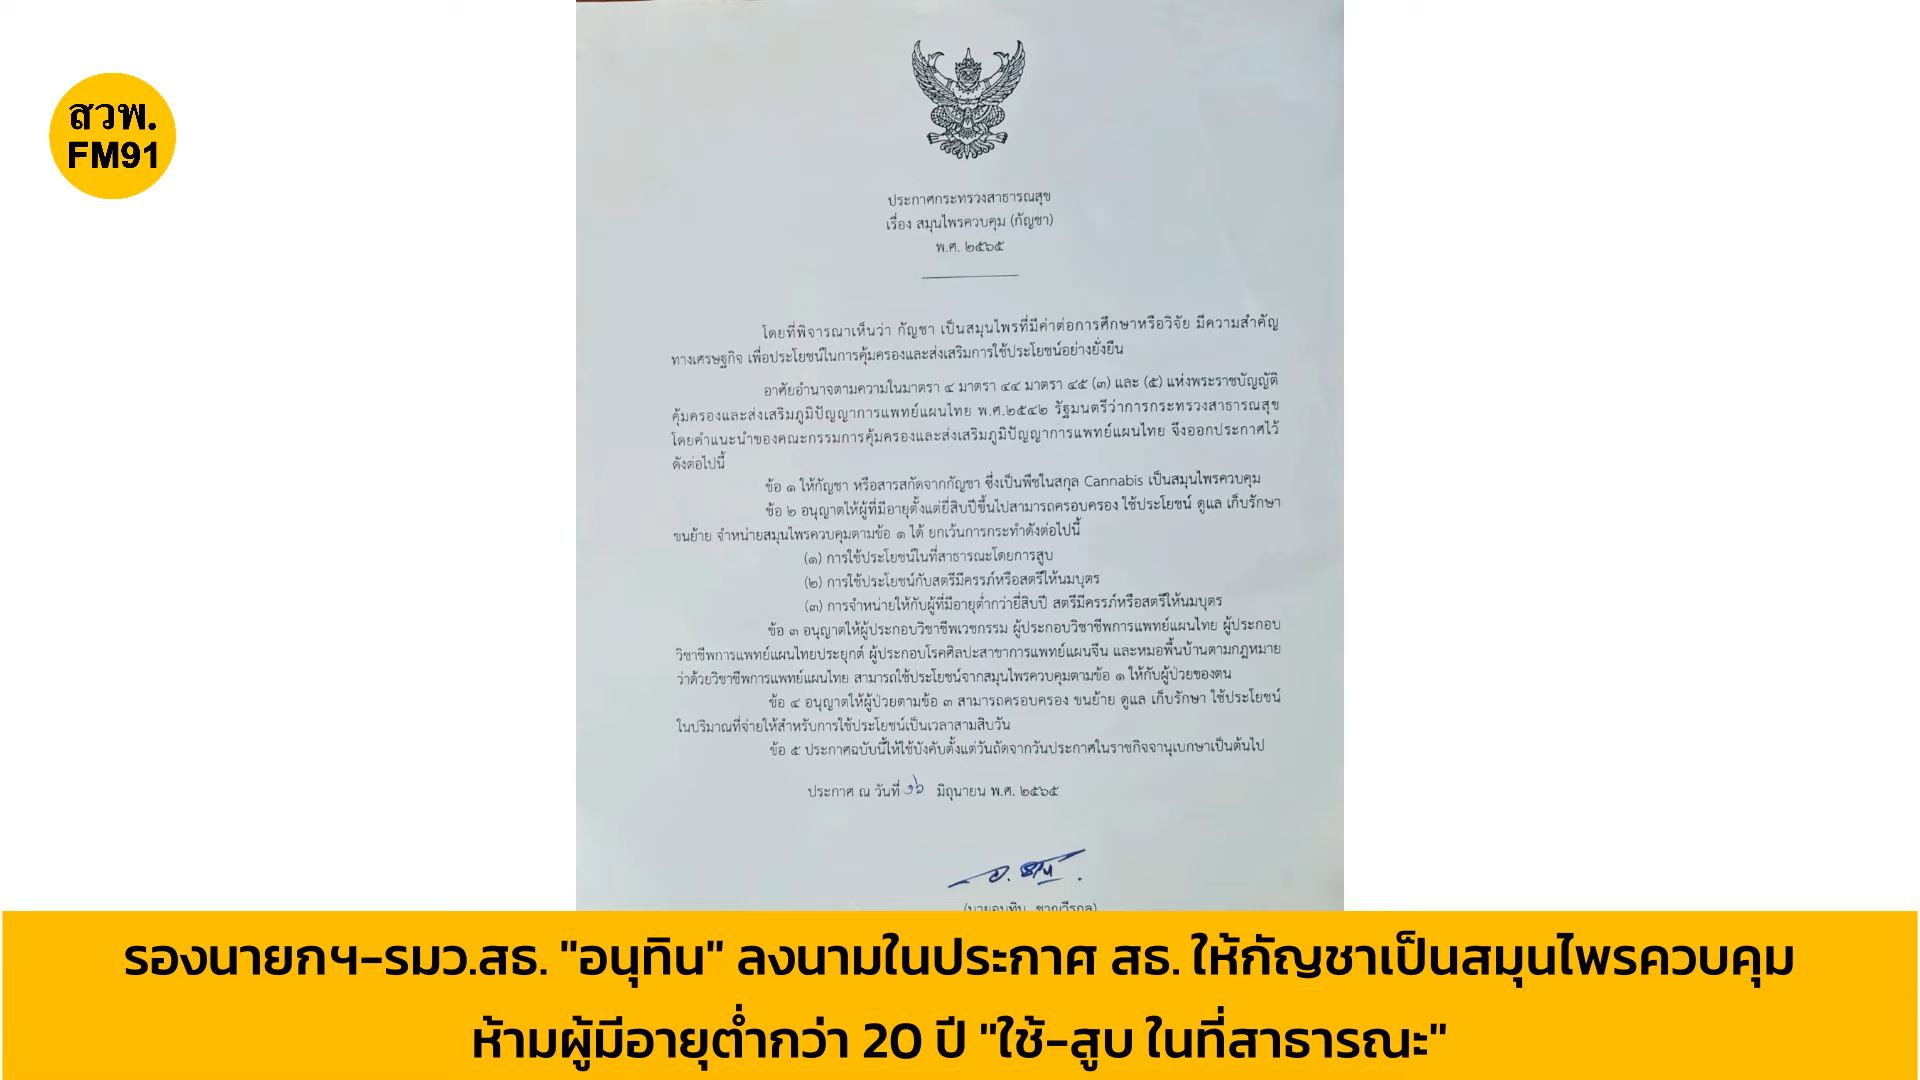 สวพ.
FM91
ประกาศกระทรวงสาธารณสุข
เรื่อง สมุนไพรควบคุม (กัญชา)
พ.ศ. ๒๕๖๕
โดยที่พิจารณาเห็นว่า กัญชา เป็นสมุนไพรที่มีค่าต่อการศึกษาหรือวิจัย มีความสำคัญ
ทางเศรษฐกิจ เพื่อประโยชน์ในการคุ้มครองและส่งเสริมการใช้ประโยชน์อย่างยั่งยืน
อาศัยอำนาจตามความในมาตรา ๔ มาตรา ๔๔ มาตรา ๔๕ (๓) และ (๕) แห่งพระราชบัญญัติ
คุ้มครองและส่งเสริมภูมิปัญญาการแพทย์แผนไทย พ.ศ.๒๕๔๒ รัฐมนตรีว่าการกระทรวงสาธารณสุข
โดยคำแนะนำของคณะกรรมการคุ้มครองและส่งเสริมภูมิปัญญาการแพทย์แผนไทย จึงออกประกาศไว้
ดังต่อไปนี้
ข้อ ๑ ให้กัญชา หรือสารสกัดจากกัญชา ซึ่งเป็นพืชในสกุล Cannabis เป็นสมุนไพรควบคุม
ข้อ ๒ อนุญาตให้ผู้ที่มีอายุตั้งแต่ยี่สิบปีขึ้นไปสามารถครอบครอง ใช้ประโยชน์ ดูแล เก็บรักษา
ขนย้าย จำหน่ายสมุนไพรควบคุมตามข้อ ๑ ได้ ยกเว้นการกระทำดังต่อไปนี้
(๑) การใช้ประโยชน์ในที่สาธารณะโดยการสูบ
(๒) การใช้ประโยชน์กับสตรีมีครรภ์หรือสตรีให้นมบุตร
(๓) การจำหน่ายให้กับผู้ที่มีอายุต่ำกว่ายี่สิบปี สตรีมีครรภ์หรือสตรีให้นมบุตร
ข้อ ๓ อนุญาตให้ผู้ประกอบวิชาชีพเวชกรรม ผู้ประกอบวิชาชีพการแพทย์แผนไทย ผู้ประกอบ
วิชาชีพการแพทย์แผนไทยประยุกต์ ผู้ประกอบโรคศิลปะสาขาการแพทย์แผนจีน และหมอพื้นบ้านตามกฎหมาย
ว่าด้วยวิชาชีพการแพทย์แผนไทย สามารถใช้ประโยชน์จากสมุนไพรควบคุมตามข้อ ๑ ให้กับผู้ป่วยของตน
ข้อ ๔ อนุญาตให้ผู้ป่วยตามข้อ ๓ สามารถครอบครอง ขนย้าย ดูแล เก็บรักษา ใช้ประโยชน์
ในปริมาณที่จ่ายให้สำหรับการใช้ประโยชน์เป็นเวลาสามสิบวัน
ข้อ ๕ ประกาศฉบับนี้ให้ใช้บังคับตั้งแต่วันถัดจากวันประกาศในราชกิจจานุเบกษาเป็นต้นไป
ประกาศ ณ วันที่ ๑๖ มิถุนายน พ.ศ. ๒๕๖๕
(นายอนุทิน ชาญวีรกูล)
รองนายกฯ-รมว.สธ. "อนุทิน" ลงนามในประกาศ สธ. ให้กัญชาเป็นสมุนไพรควบคุม
ห้ามผู้มีอายุต่ำกว่า 20 ปี "ใช้-สูบ ในที่สาธารณะ"